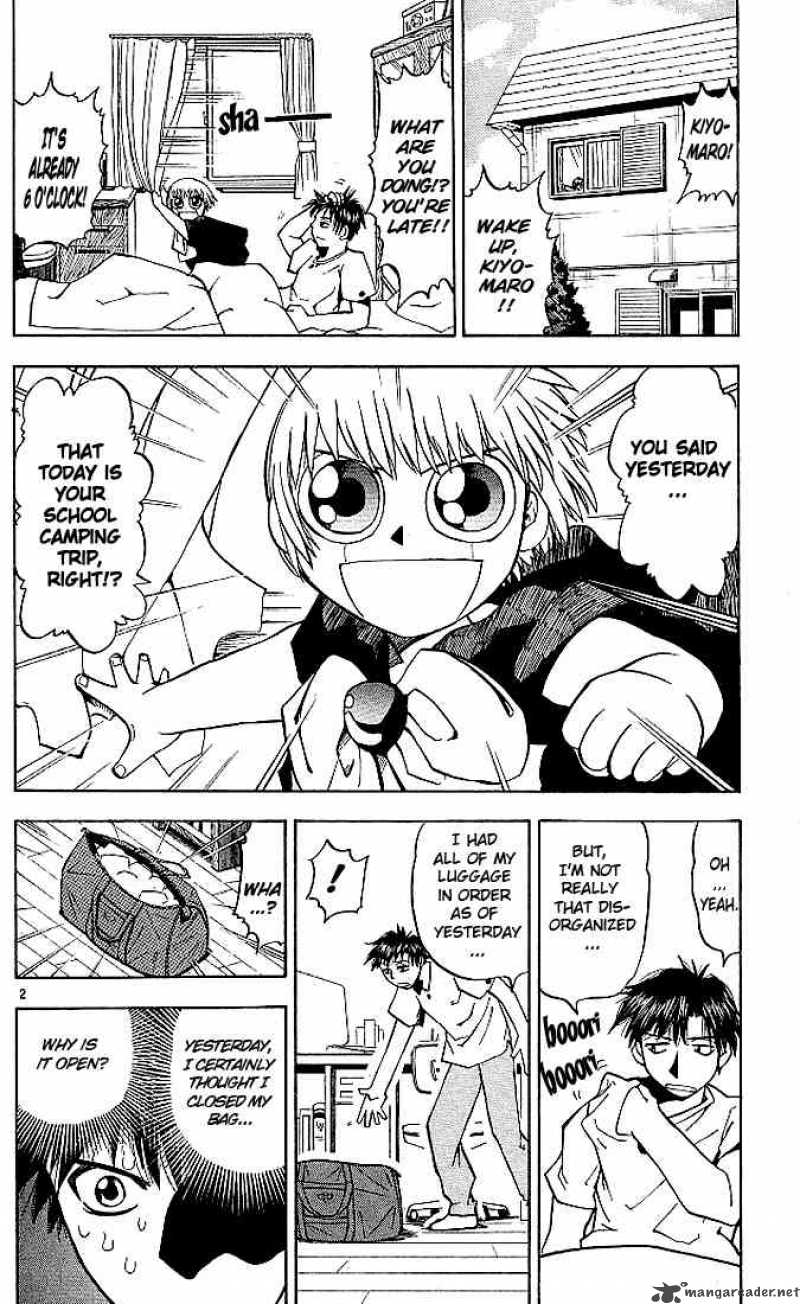 KIYO-
MARO!
WAKE
UP,
KIYO-
MARO
!!
WHAT
ARE
YOU
DOING!?
YOU'RE
LATE!!
sha
IT'S
ALREADY
6 O'CLOCK!
YOU SAID
YESTERDAY
...
THAT
TODAY IS
YOUR
SCHOOL
CAMPING
TRIP,
RIGHT!?
OH
...
YEAH.
BUT,
I'M NOT
REALLY
THAT DIS-
ORGANIZED
...
booori
booori
I HAD
ALL OF MY
LUGGAGE
IN ORDER
AS OF
YESTERDAY
...
!
WHA
...?
2
YESTERDAY,
I CERTAINLY
THOUGHT I
CLOSED MY
BAG...
WHY IS
IT OPEN?
mangareader.net